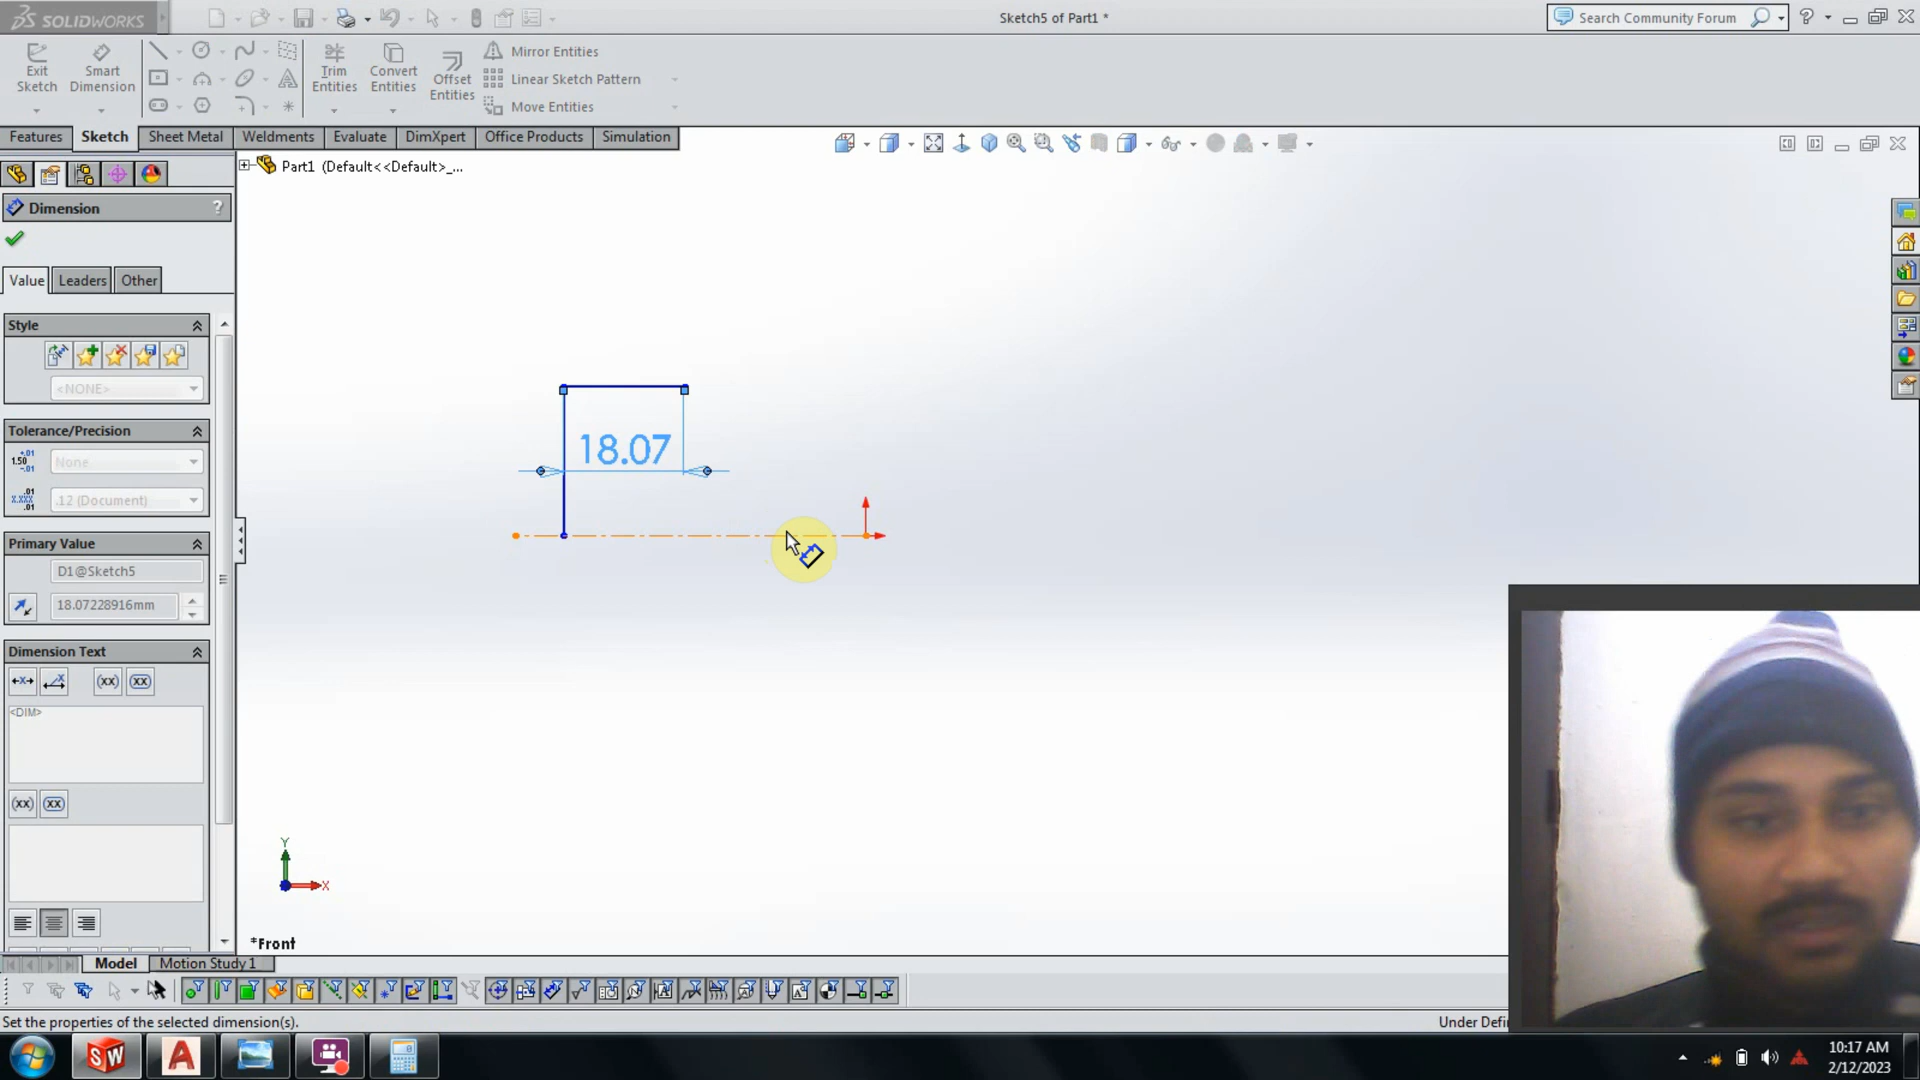 SOLIDWORKS
Sketch5 of Part1 *
Search Community Forum
Exit Sketch
Smart Dimension
Trim Entities
Convert Entities
Offset Entities
Mirror Entities
Linear Sketch Pattern
Move Entities
Features
Sketch
Sheet Metal
Weldments
Evaluate
DimXpert
Office Products
Simulation
Part1 (Default<<Default>_...
Dimension
?
Value
Leaders
Other
Style
<NONE>
Tolerance/Precision
None
.12 (Document)
Primary Value
D1@Sketch5
18.07228916mm
Dimension Text
(xx)
<DIM>
(xx)
18.07
Y
X
*Front
Model
Motion Study 1
Set the properties of the selected dimension(s).
Under Defi
SW
A
10:17 AM
2/12/2023